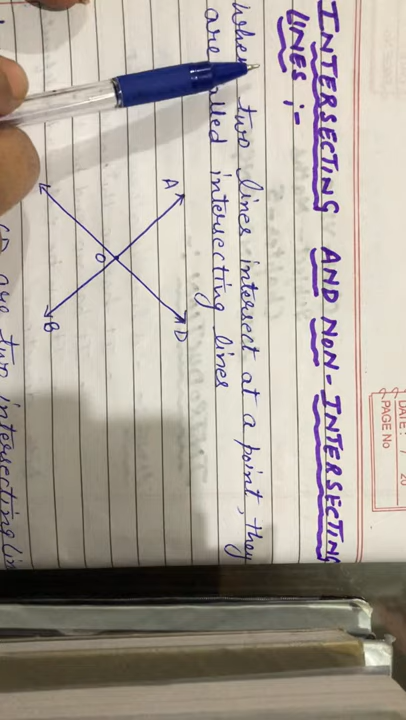 DATE: / 20
PAGE No
INTERSECTING AND NON-INTERSECTING
LINES :-
When two lines intersect at a point, they
are called intersecting lines
A
D
O
B
are two intersecting